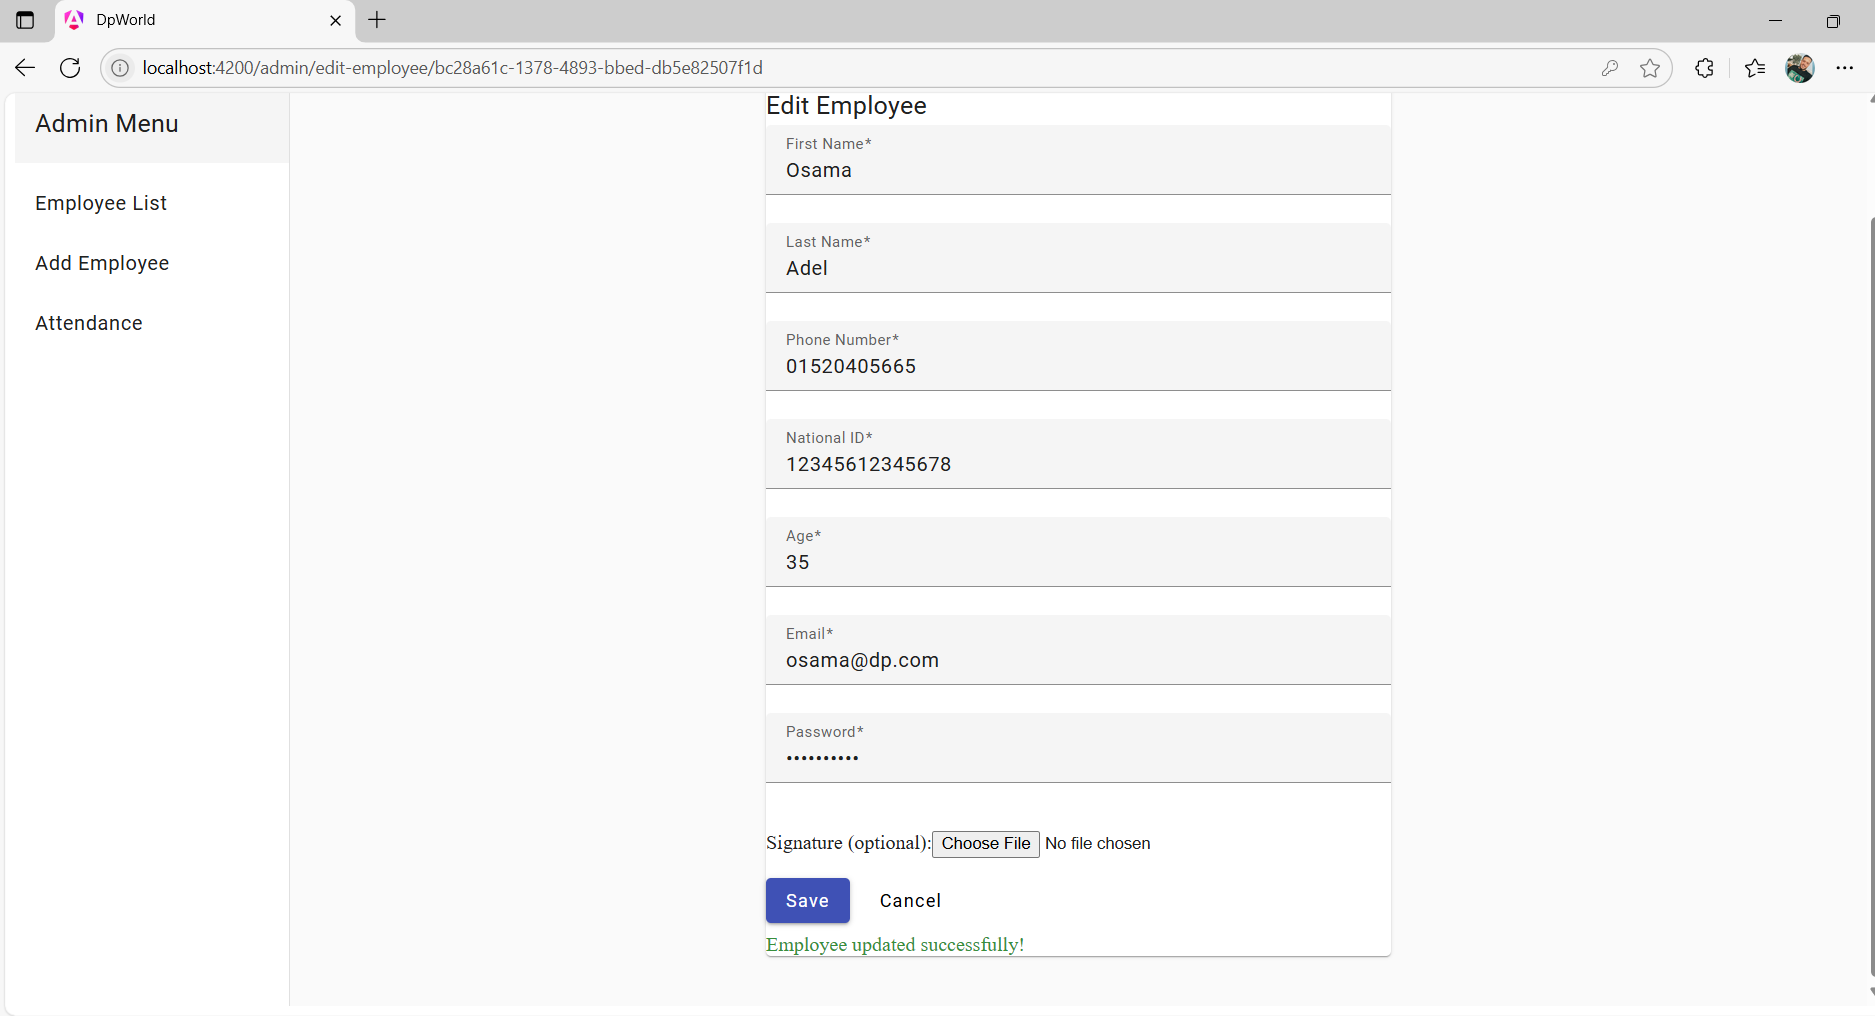 DpWorld
localhost:4200/admin/edit-employee/bc28a61c-1378-4893-bbed-db5e82507f1d
Admin Menu
Employee List
Add Employee
Attendance
Edit Employee
First Name*
Osama
Last Name*
Adel
Phone Number*
01520405665
National ID*
12345612345678
Age*
35
Email*
osama@dp.com
Password*
••••••••••
Signature (optional): Choose File No file chosen
Save Cancel
Employee updated successfully!